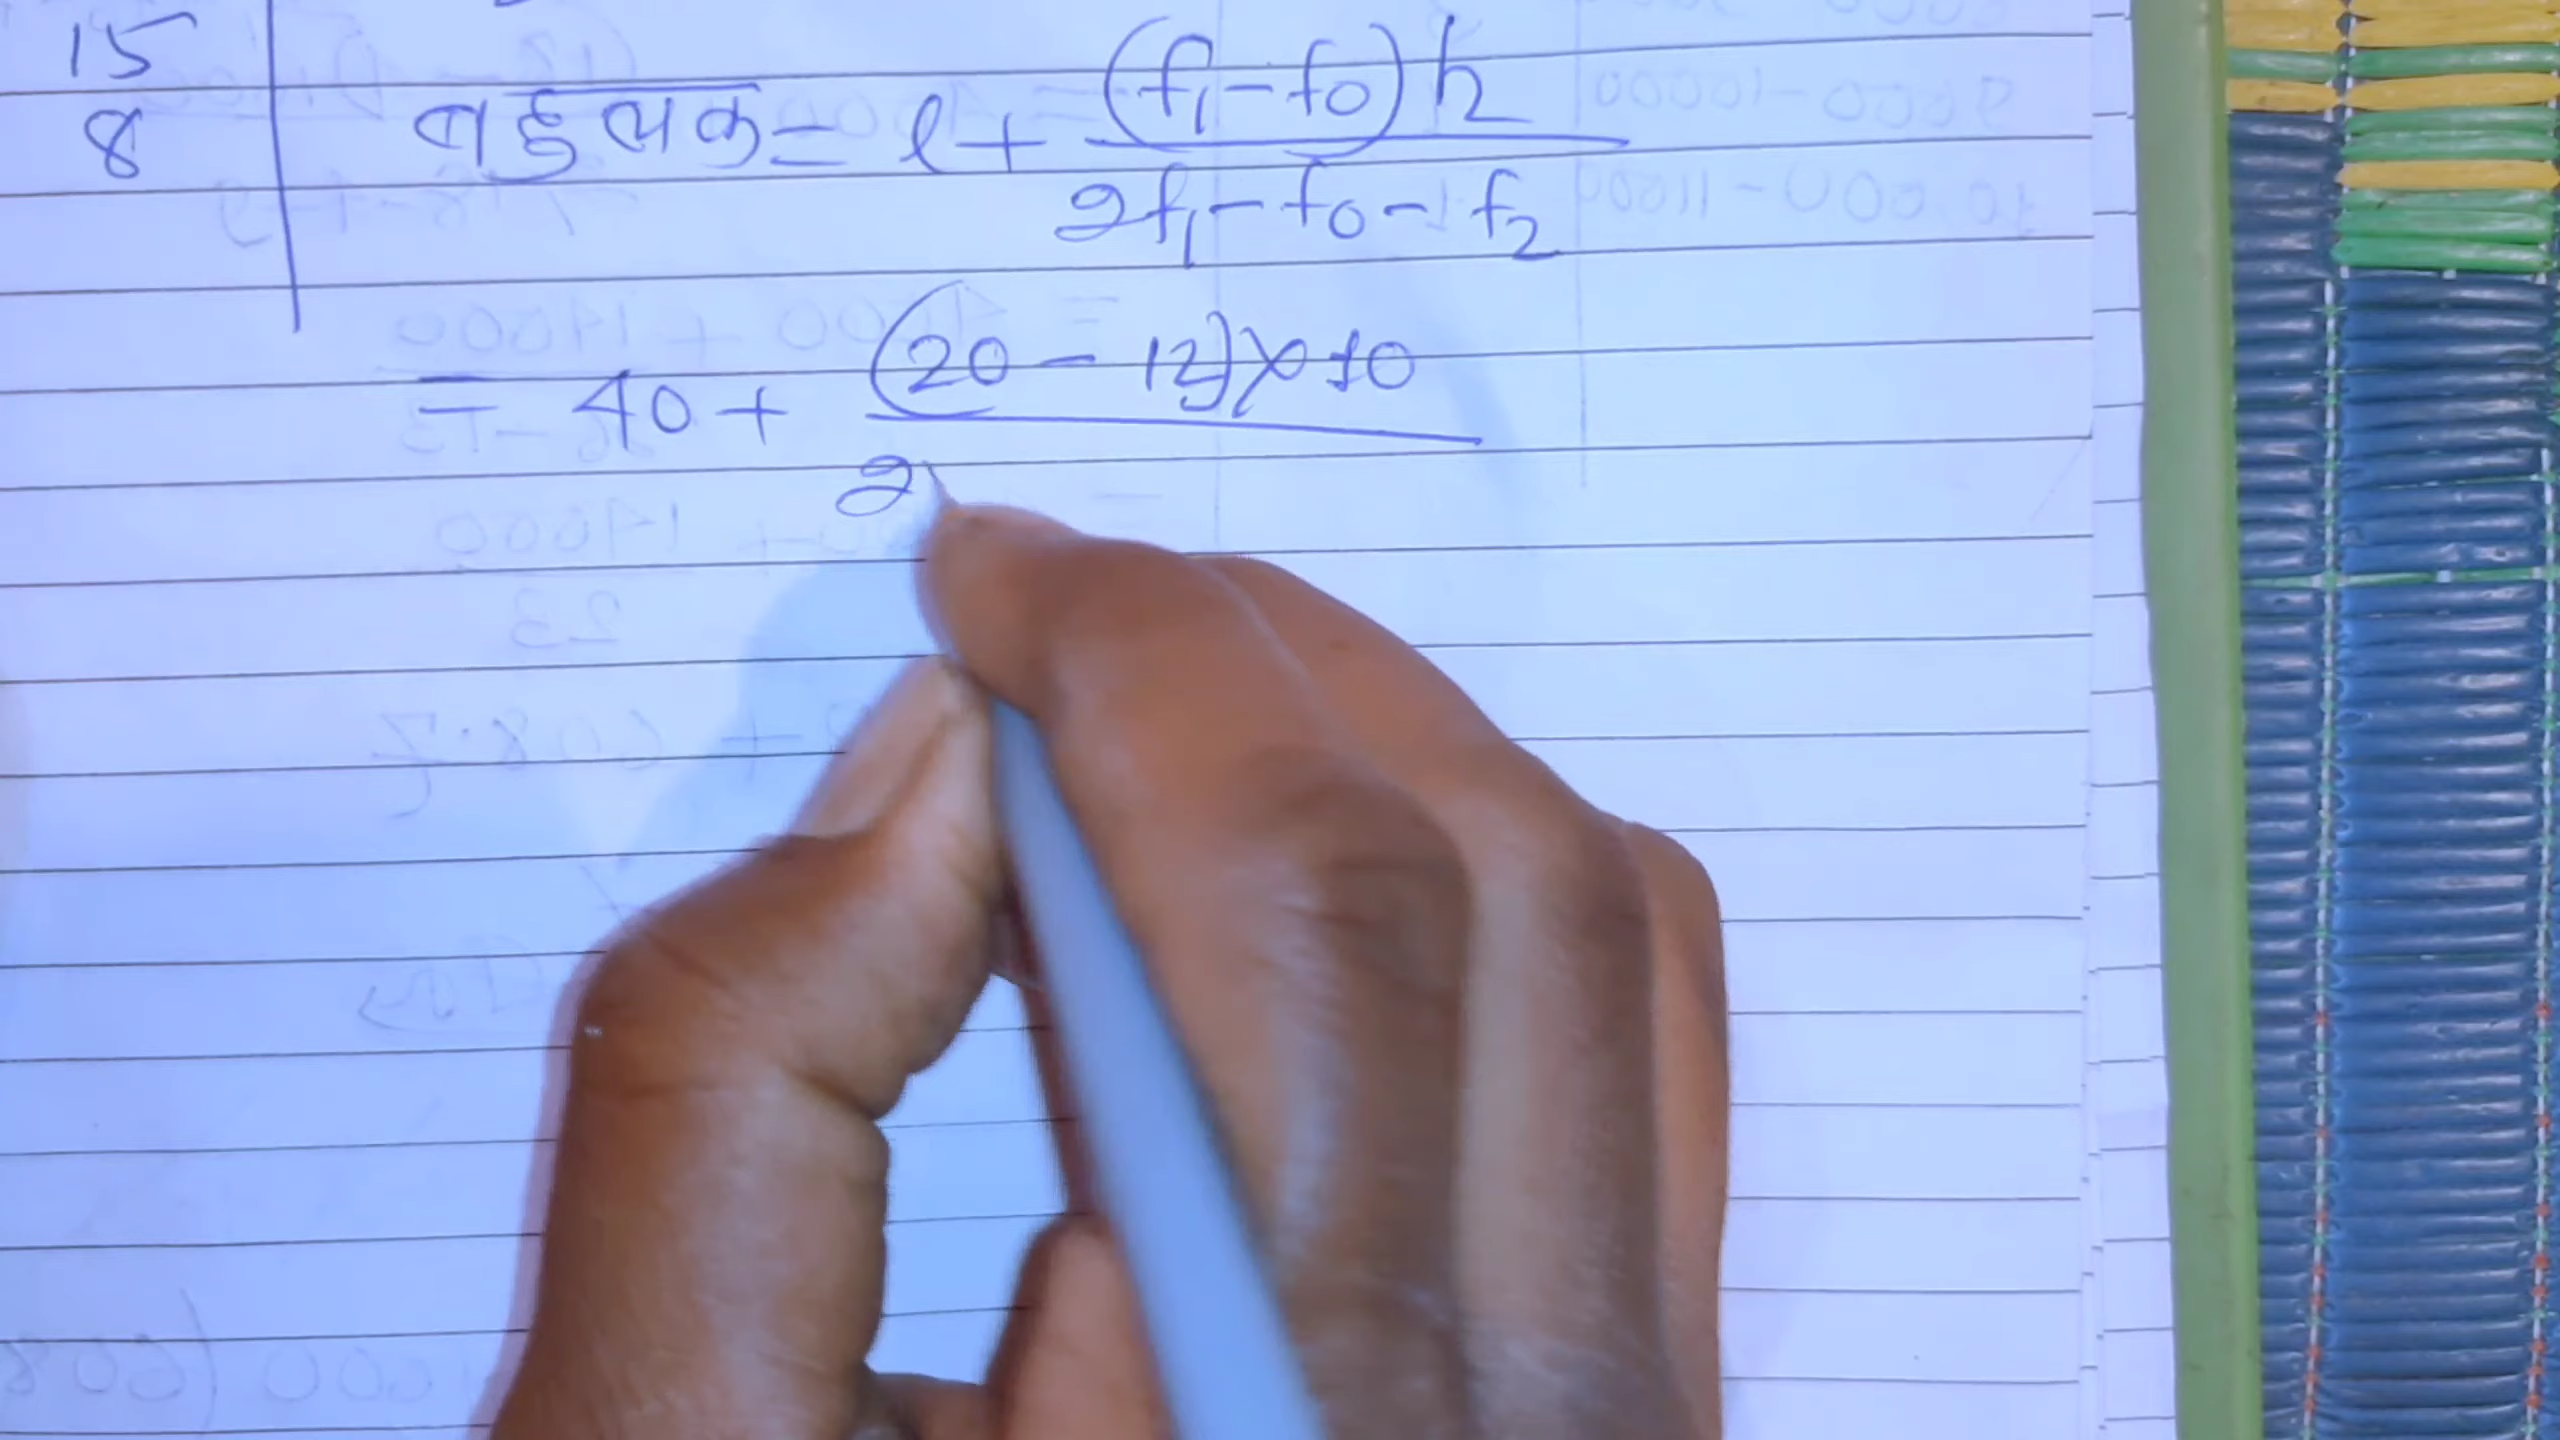 15
8
बहुलक = l + (f₁ - f0) h
2f₁ - f0 - f₂
= 40 + (20 - 12) × 10
2